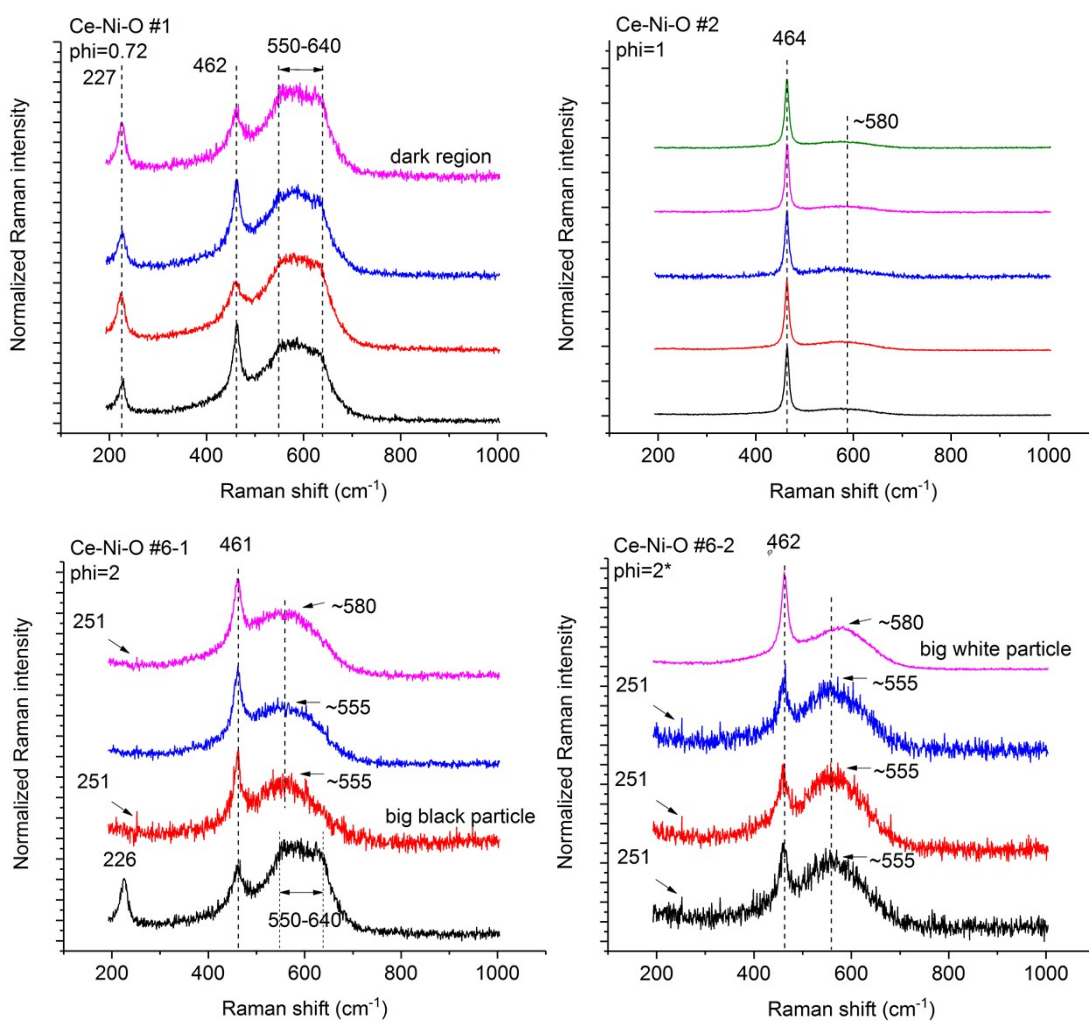 Ce-Ni-O #1
phi=0.72
227
462
550-640
dark region
Normalized Raman intensity
200 400 600 800 1000
Raman shift (cm⁻¹)
Ce-Ni-O #2
phi=1
464
~580
Normalized Raman intensity
200 400 600 800 1000
Raman shift (cm⁻¹)
Ce-Ni-O #6-1
phi=2
461
251
~580
~555
251
~555
big black particle
226
550-640
Normalized Raman intensity
200 400 600 800 1000
Raman shift (cm⁻¹)
Ce-Ni-O #6-2
phi=2*
462
φ
~580
big white particle
251
~555
251
~555
251
~555
Normalized Raman intensity
200 400 600 800 1000
Raman shift (cm⁻¹)